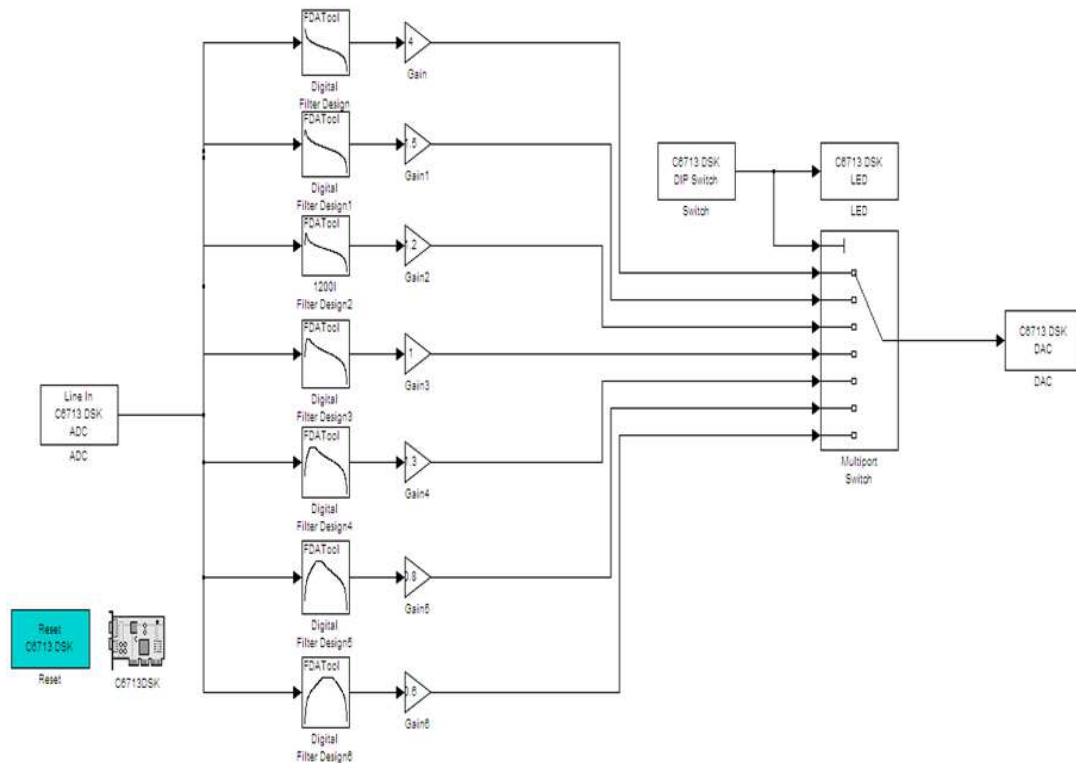 FDATool
4
Gain
Digital
Filter Design
FDATool
1.5
Gain1
Digital
Filter Design1
FDATool
1.2
Gain2
1200I
Filter Design2
FDATool
1
Gain3
Digital
Filter Design3
FDATool
1.3
Gain4
Digital
Filter Design4
FDATool
0.8
Gain5
Digital
Filter Design5
FDATool
0.6
Gain6
Digital
Filter Design6
Line In
C6713 DSK
ADC
ADC
Reset
C6713 DSK
Reset
C6713DSK
C6713 DSK
DIP Switch
Switch
C6713 DSK
LED
LED
Multiport
Switch
C6713 DSK
DAC
DAC